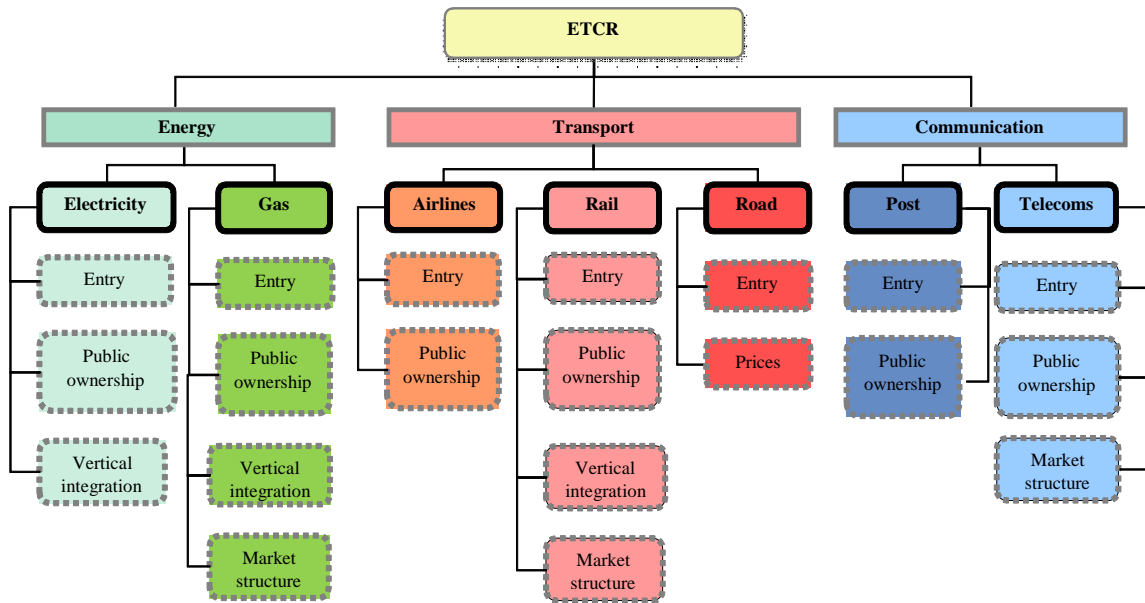 ETCR
Energy
Transport
Communication
Electricity
Gas
Airlines
Rail
Road
Post
Telecoms
Entry
Entry
Entry
Entry
Entry
Entry
Entry
Public
ownership
Public
ownership
Public
ownership
Public
ownership
Prices
Public
ownership
Public
ownership
Vertical
integration
Vertical
integration
Vertical
integration
Market
structure
Market
structure
Market
structure